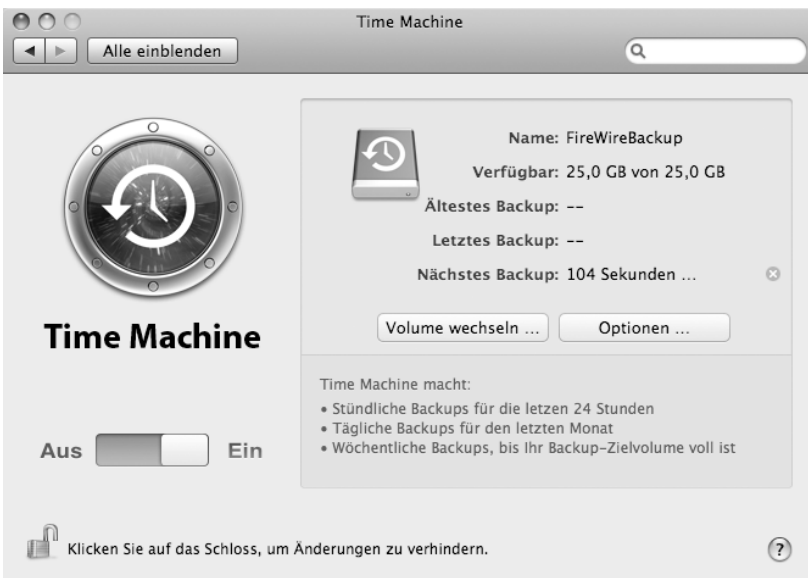 Time Machine
Alle einblenden
Name: FireWireBackup
Verfügbar: 25,0 GB von 25,0 GB
Ältestes Backup: --
Letztes Backup: --
Nächstes Backup: 104 Sekunden ...
Volume wechseln ...
Optionen ...
Time Machine
Time Machine macht:
• Stündliche Backups für die letzen 24 Stunden
• Tägliche Backups für den letzten Monat
• Wöchentliche Backups, bis Ihr Backup-Zielvolume voll ist
Aus Ein
Klicken Sie auf das Schloss, um Änderungen zu verhindern.
?